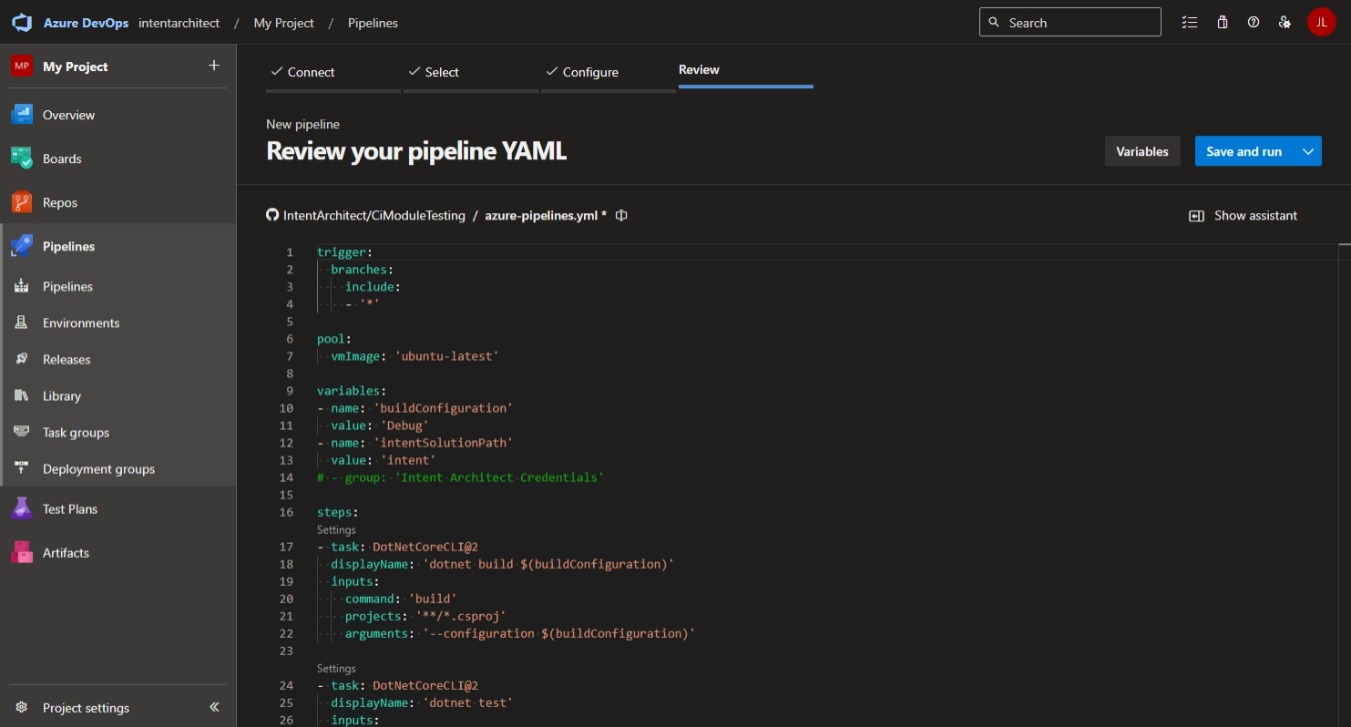 Azure DevOps intentarchitect / My Project / Pipelines
Search
JL
MP My Project +
Overview
Boards
Repos
Pipelines
Pipelines
Environments
Releases
Library
Task groups
Deployment groups
Test Plans
Artifacts
Project settings
Connect
Select
Configure
Review
New pipeline
Review your pipeline YAML
Variables
Save and run
IntentArchitect/CiModuleTesting / azure-pipelines.yml *
Show assistant
1 trigger:
2   branches:
3     include:
4     - '*'
5
6 pool:
7   vmImage: 'ubuntu-latest'
8
9 variables:
10 - name: 'buildConfiguration'
11   value: 'Debug'
12 - name: 'intentSolutionPath'
13   value: 'intent'
14 # - group: 'Intent Architect Credentials'
15
16 steps:
Settings
17 - task: DotNetCoreCLI@2
18   displayName: 'dotnet build $(buildConfiguration)'
19   inputs:
20     command: 'build'
21     projects: '**/*.csproj'
22     arguments: '--configuration $(buildConfiguration)'
23
Settings
24 - task: DotNetCoreCLI@2
25   displayName: 'dotnet test'
26   inputs: